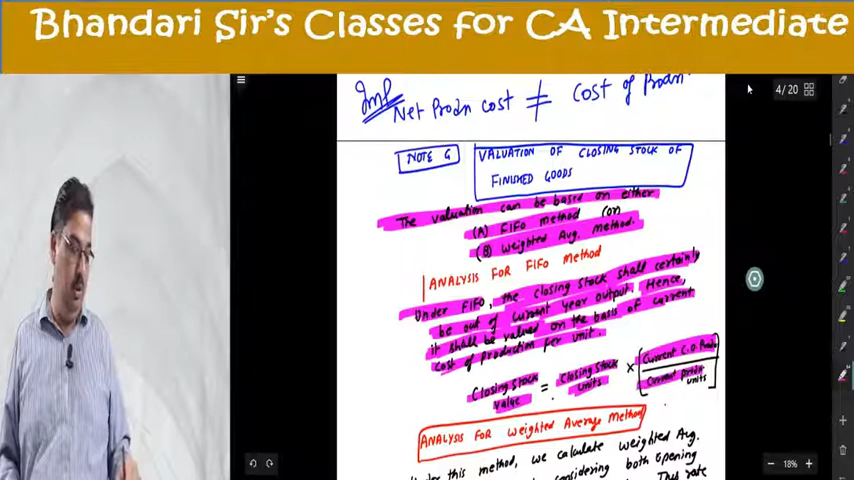 Bhandari Sir's Classes for CA Intermediate
4/20
Imp Net Prodn cost ≠ Cost of Prodn
NOTE G
VALUATION OF CLOSING STOCK OF
FINISHED GOODS
The valuation can be based on either
(A) FIFO method (or)
(B) Weighted Avg. Method.
ANALYSIS FOR FIFO METHOD
Under FIFO, the closing stock shall certainly
be out of current year output. Hence,
it shall be valued on the basis of current
cost of production per unit.
Closing Stock value = Closing Stock units × [Current C.O. Prodn / Current prodn units]
ANALYSIS FOR Weighted Average Method
Under this method, we calculate weighted Avg.
considering both opening
This rate
18%